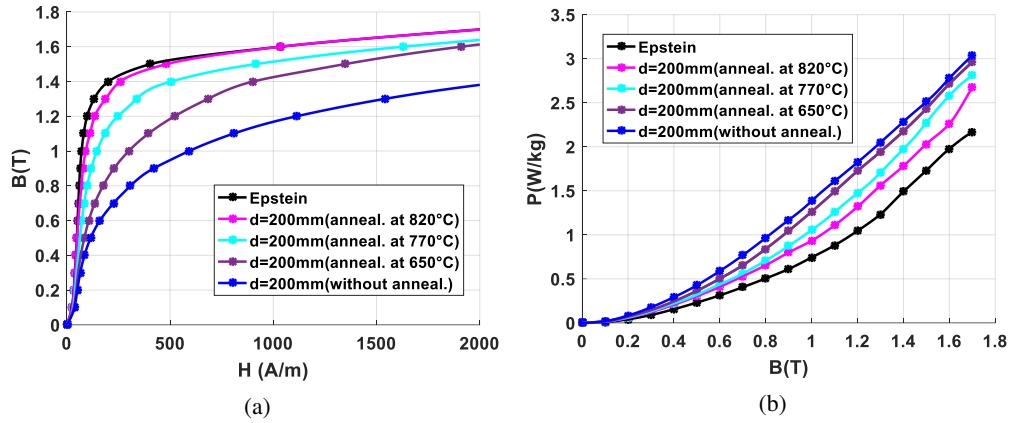 1.8
1.6
1.4
1.2
1
0.8
0.6
0.4
0.2
0
B(T)
0 500 1000 1500 2000
H (A/m)
Epstein
d=200mm(anneal. at 820°C)
d=200mm(anneal. at 770°C)
d=200mm(anneal. at 650°C)
d=200mm(without anneal.)
(a)
3.5
3
2.5
2
1.5
1
0.5
0
P(W/kg)
0 0.2 0.4 0.6 0.8 1.0 1.2 1.4 1.6 1.8
B(T)
Epstein
d=200mm(anneal. at 820°C)
d=200mm(anneal. at 770°C)
d=200mm(anneal. at 650°C)
d=200mm(without anneal.)
(b)